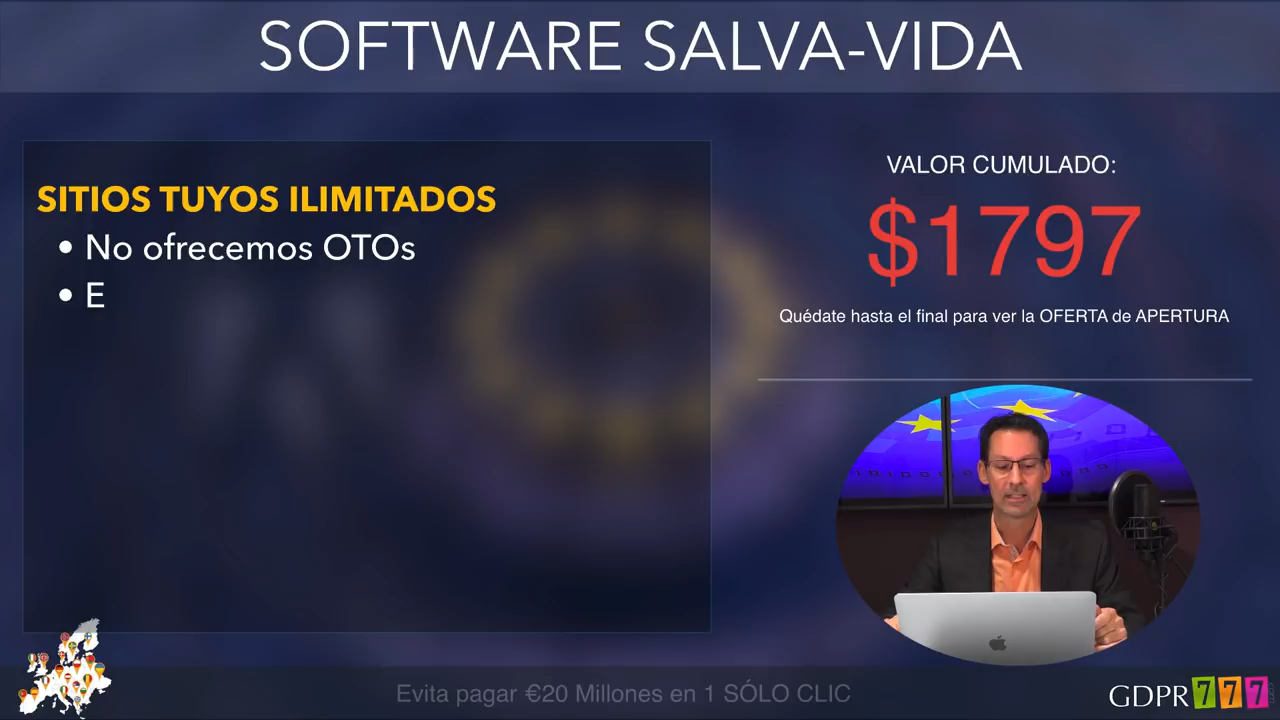 SOFTWARE SALVA-VIDA
SITIOS TUYOS ILIMITADOS
• No ofrecemos OTOs
• E
VALOR CUMULADO:
$1797
Quédate hasta el final para ver la OFERTA de APERTURA
Evita pagar €20 Millones en 1 SÓLO CLIC
GDPR777